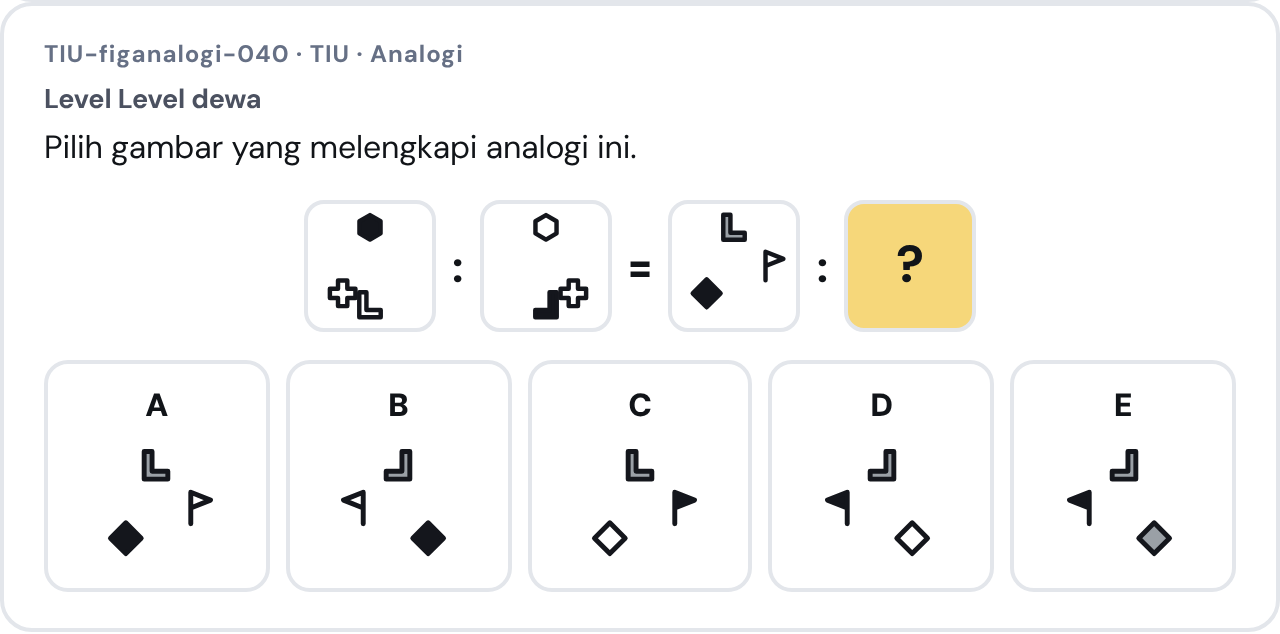 TIU-figanalogi-040 · TIU · Analogi
Level Level dewa
Pilih gambar yang melengkapi analogi ini.
: = : ?
A B C D E